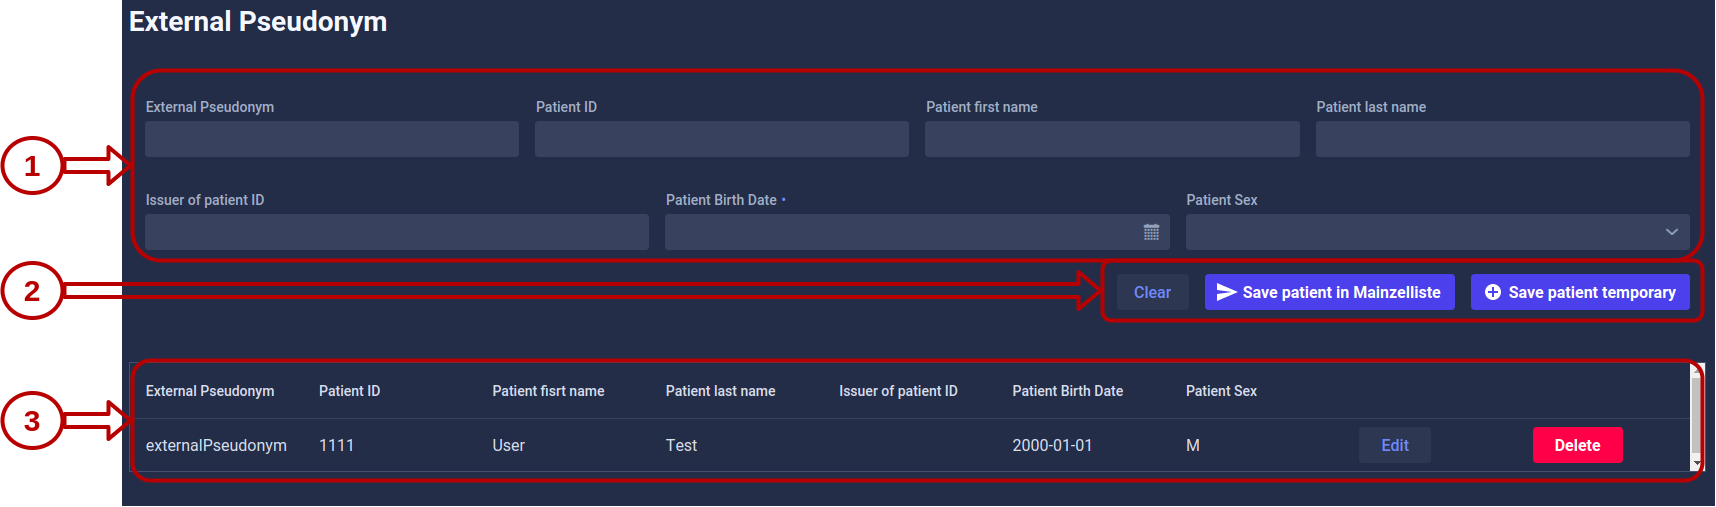 External Pseudonym
External Pseudonym Patient ID Patient first name Patient last name
1
Issuer of patient ID Patient Birth Date • Patient Sex
2 Clear Save patient in Mainzelliste Save patient temporary
External Pseudonym Patient ID Patient fisrt name Patient last name Issuer of patient ID Patient Birth Date Patient Sex
3
externalPseudonym 1111 User Test 2000-01-01 M Edit Delete